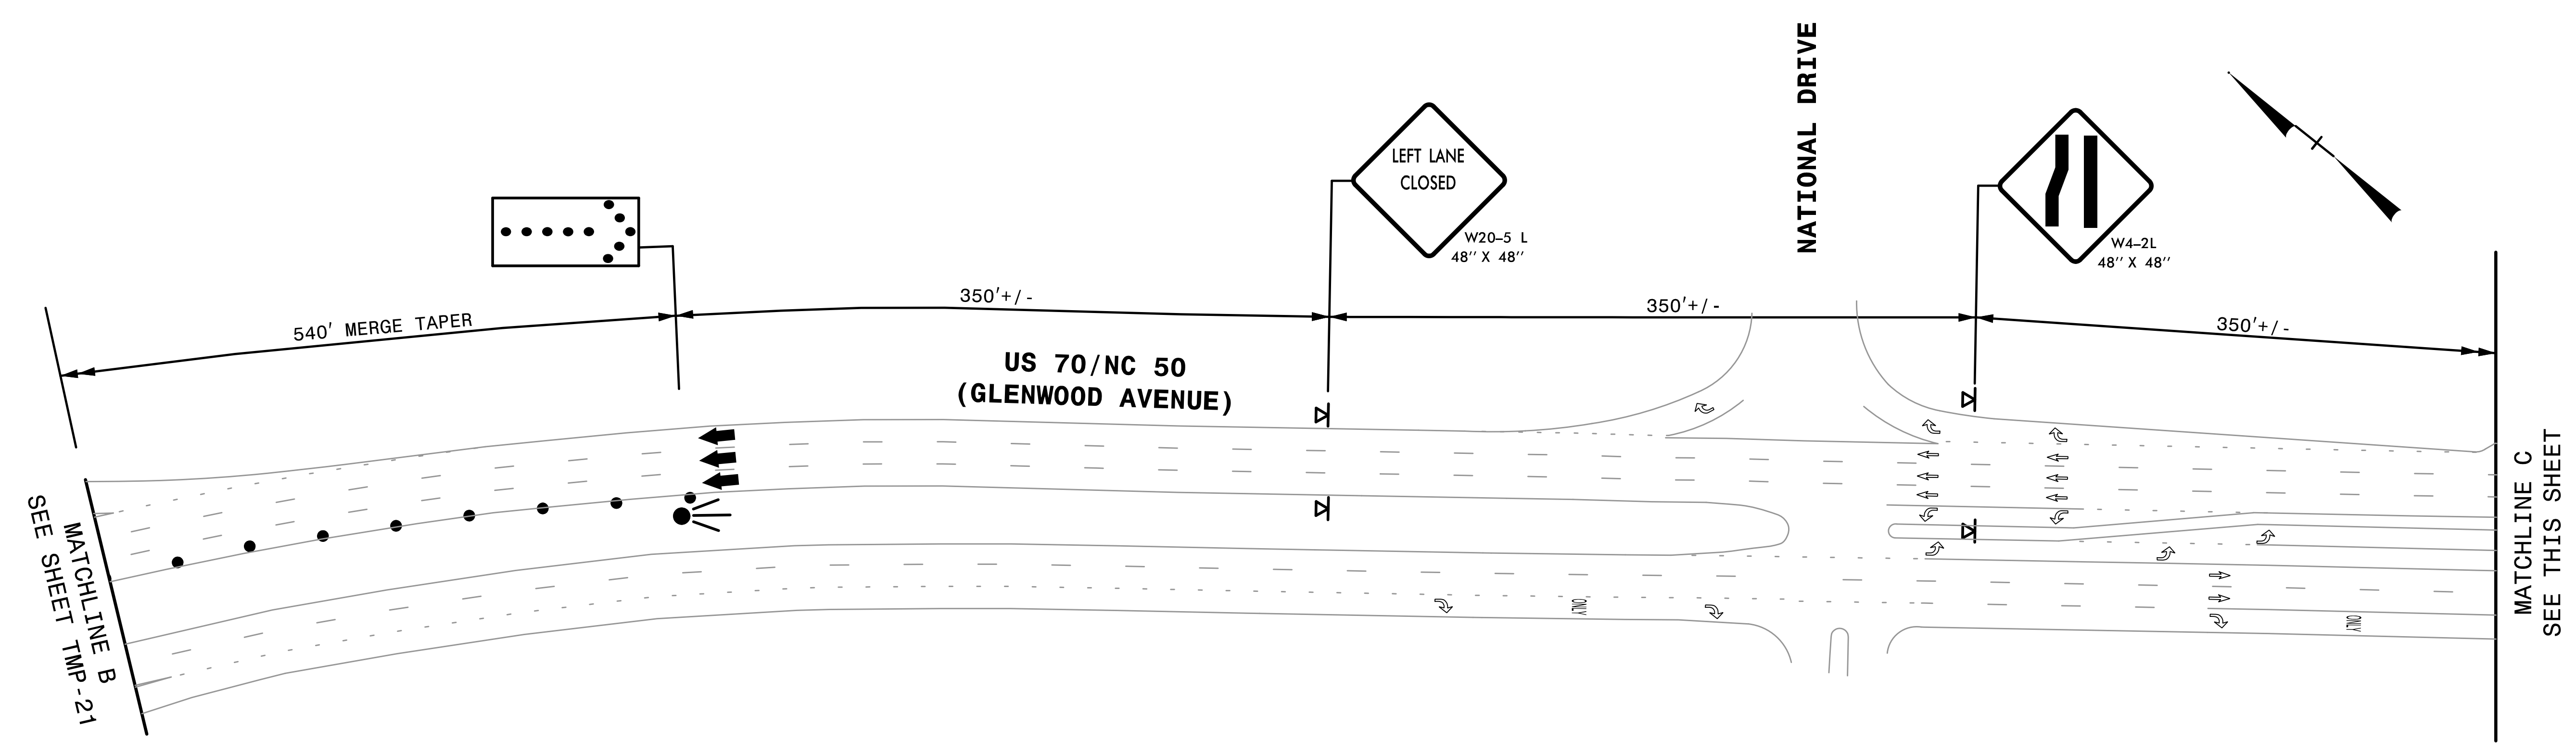 NATIONAL DRIVE
LEFT LANE
CLOSED
W20-5 L
48'' X 48''
W4-2L
48'' X 48''
540' MERGE TAPER
350'+/-
350'+/-
350'+/-
US 70/NC 50
(GLENWOOD AVENUE)
ONLY
ONLY
MATCHLINE B
SEE SHEET TMP-21
MATCHLINE C
SEE THIS SHEET